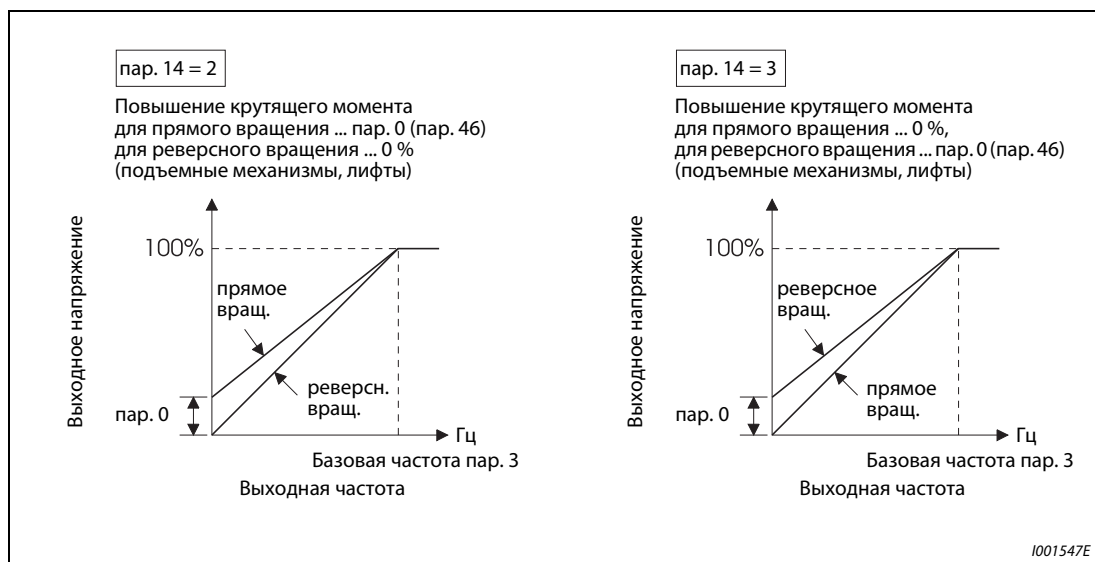 пар. 14 = 2
Повышение крутящего момента
для прямого вращения ... пар. 0 (пар. 46)
для реверсного вращения ... 0 %
(подъемные механизмы, лифты)
Выходное напряжение
100%
прямое
вращ.
реверсн.
вращ.
пар. 0
Гц
Базовая частота пар. 3
Выходная частота
пар. 14 = 3
Повышение крутящего момента
для прямого вращения ... 0 %,
для реверсного вращения ... пар. 0 (пар. 46)
(подъемные механизмы, лифты)
Выходное напряжение
100%
реверсное
вращ.
прямое
вращ.
пар. 0
Гц
Базовая частота пар. 3
Выходная частота
I001547E